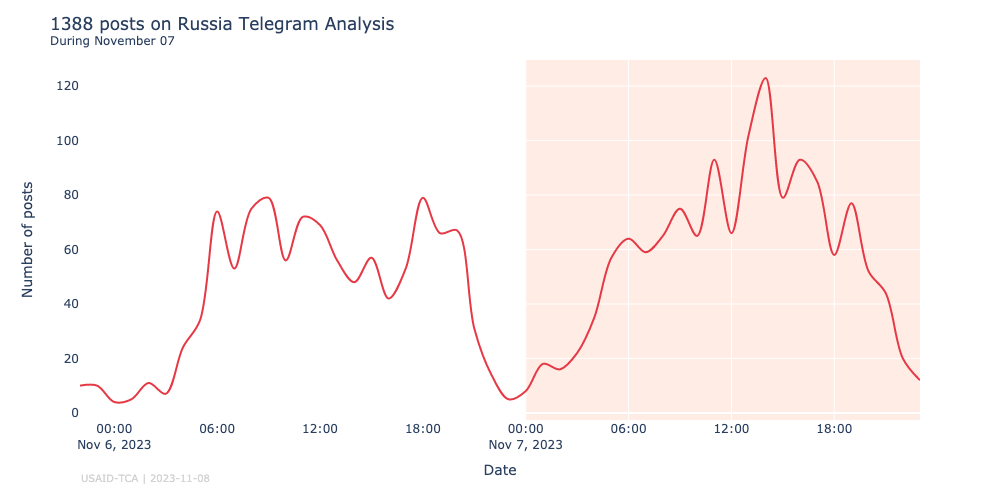 1388 posts on Russia Telegram Analysis
During November 07
120
100
80
60
40
20
0
Number of posts
00:00 06:00 12:00 18:00 00:00 06:00 12:00 18:00
Nov 6, 2023 Nov 7, 2023
Date
USAID-TCA | 2023-11-08